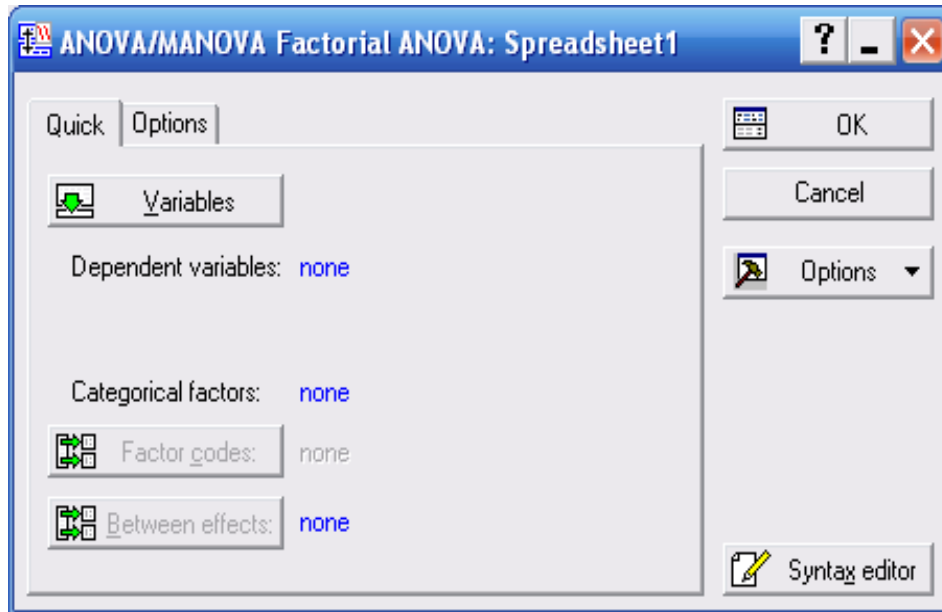 ANOVA/MANOVA Factorial ANOVA: Spreadsheet1
?
Quick Options
Variables
Dependent variables: none
Categorical factors: none
Factor codes: none
Between effects: none
OK
Cancel
Options
Syntax editor